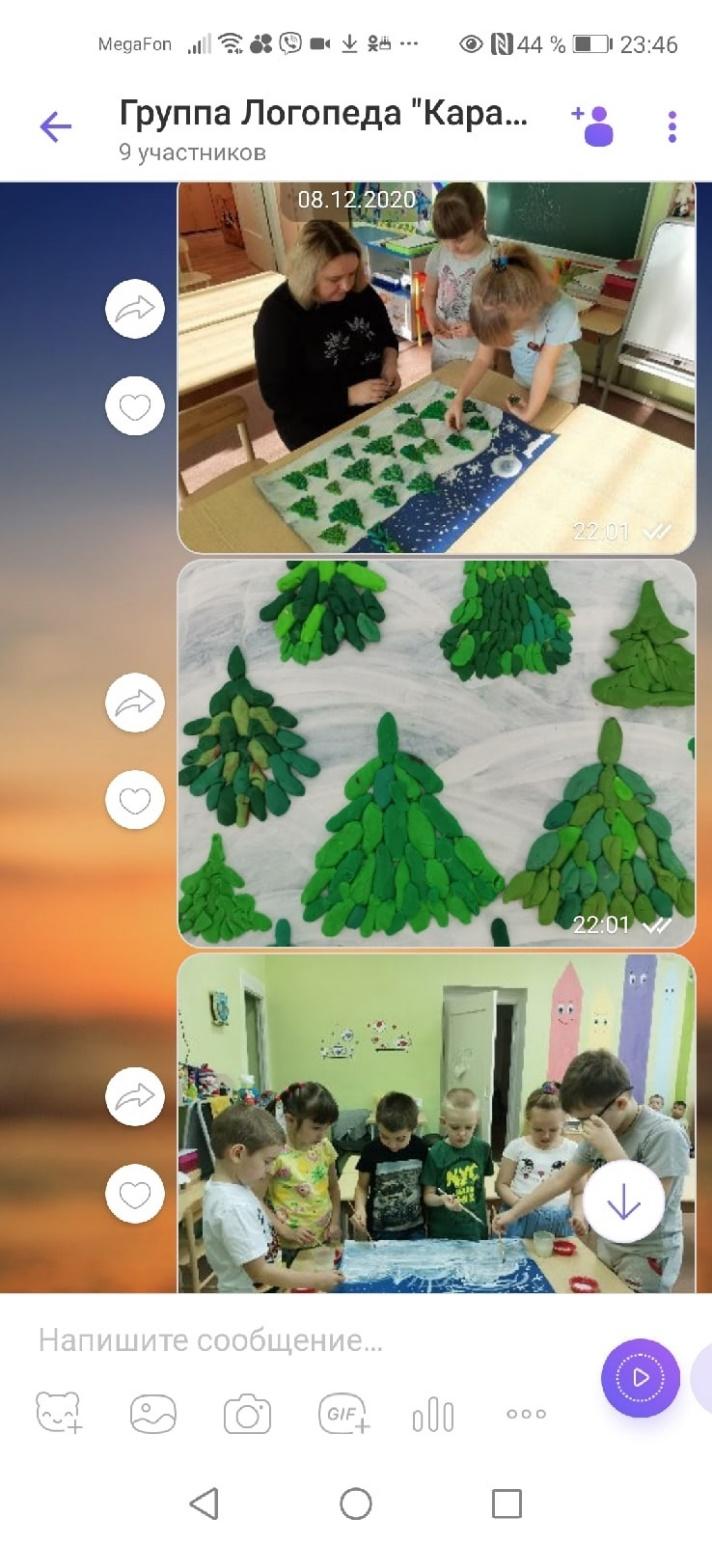 MegaFon 44 % 23:46
Группа Логопеда "Кара...
9 участников
08.12.2020
22:01
22:01
NYC
Напишите сообщение...
GIF